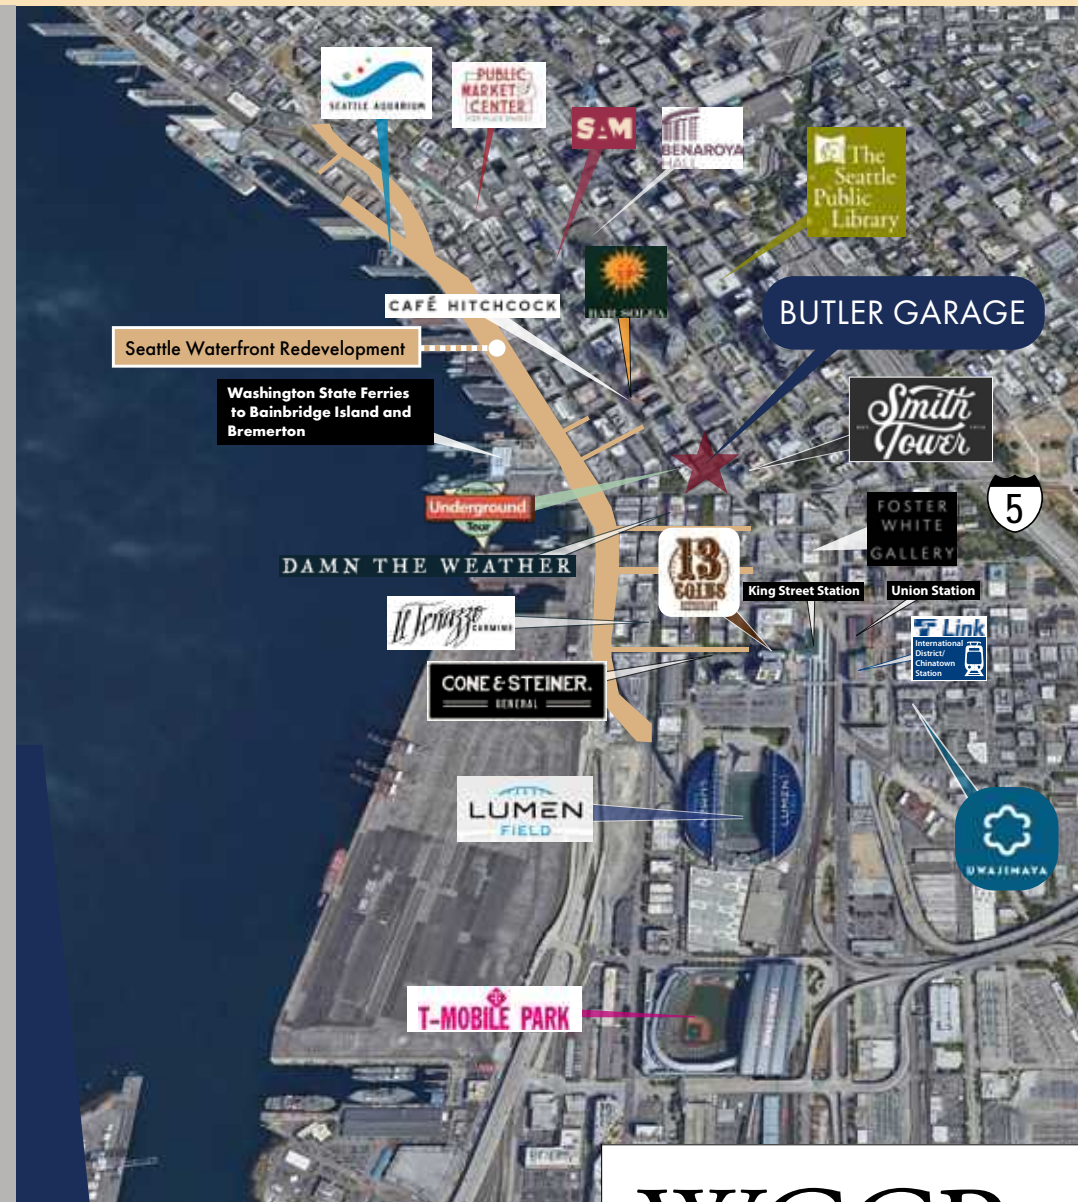 SEATTLE AQUARIUM
PUBLIC
MARKET
CENTER
SAM
BENAROYA
HALL
The
Seattle
Public
Library
CAFÉ HITCHCOCK
BUTLER GARAGE
Seattle Waterfront Redevelopment
Washington State Ferries
to Bainbridge Island and
Bremerton
Smith
Tower
Underground
Tour
FOSTER
WHITE
GALLERY
5
DAMN THE WEATHER
13
COINS
RESTAURANT
King Street Station
Union Station
Il Terrazzo
CARMINE
Link
International
District/
Chinatown
Station
CONE & STEINER.
GENERAL
LUMEN
FIELD
LUMEN
UWAJIMAYA
T-MOBILE PARK